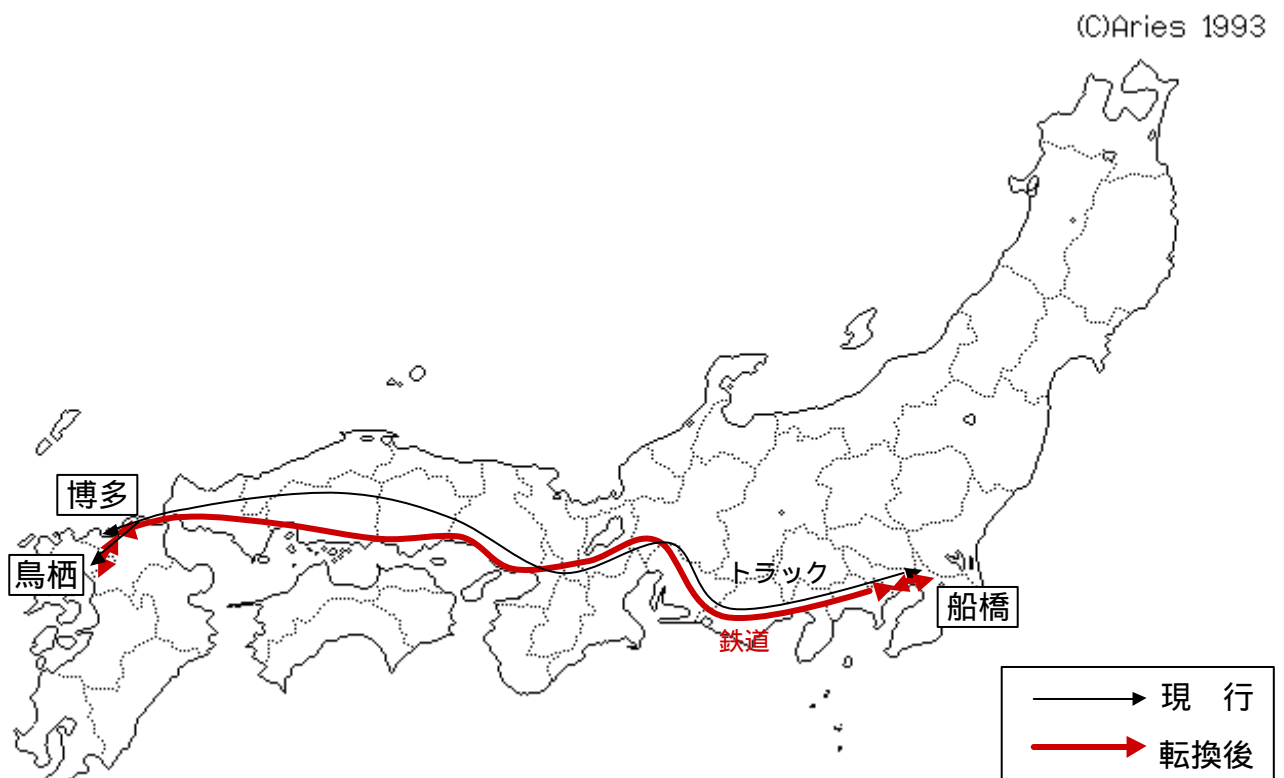 (C)Aries 1993
博多
鳥栖
トラック
船橋
鉄道
現　行
転換後